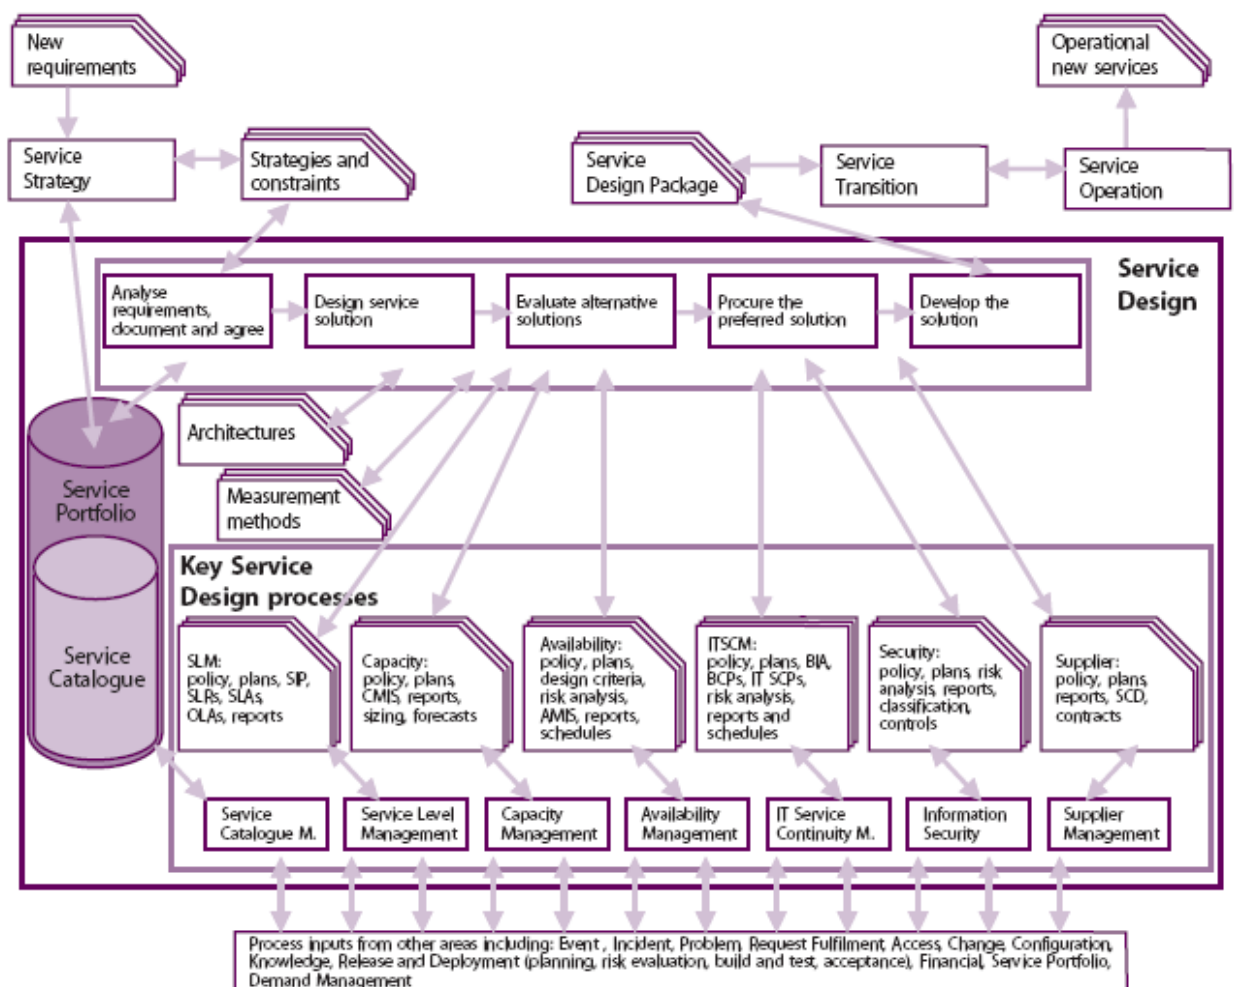 New
requirements
Operational
new services
Service
Strategy
Strategies and
constraints
Service
Design Package
Service
Transition
Service
Operation
Service
Design
Analyse
requirements,
document and agree
Design service
solution
Evaluate alternative
solutions
Procure the
preferred solution
Develop the
solution
Architectures
Measurement
methods
Service
Portfolio
Service
Catalogue
Key Service
Design processes
SLM:
policy, plans, SIP,
SLRs, SLAs,
OLAs, reports
Capacity:
policy, plans,
CMIS, reports,
sizing, forecasts
Availability:
policy, plans,
design criteria,
risk analysis,
AMIS, reports,
schedules
ITSCM:
policy, plans, BIA,
BCPs, IT SCPs,
risk analysis,
reports and
schedules
Security:
policy, plans, risk
analysis, reports,
classification,
controls
Supplier:
policy, plans,
reports, SCD,
contracts
Service
Catalogue M.
Service Level
Management
Capacity
Management
Availability
Management
IT Service
Continuity M.
Information
Security
Supplier
Management
Process inputs from other areas including: Event , Incident, Problem, Request Fulfilment, Access, Change, Configuration,
Knowledge, Release and Deployment (planning, risk evaluation, build and test, acceptance), Financial, Service Portfolio,
Demand Management